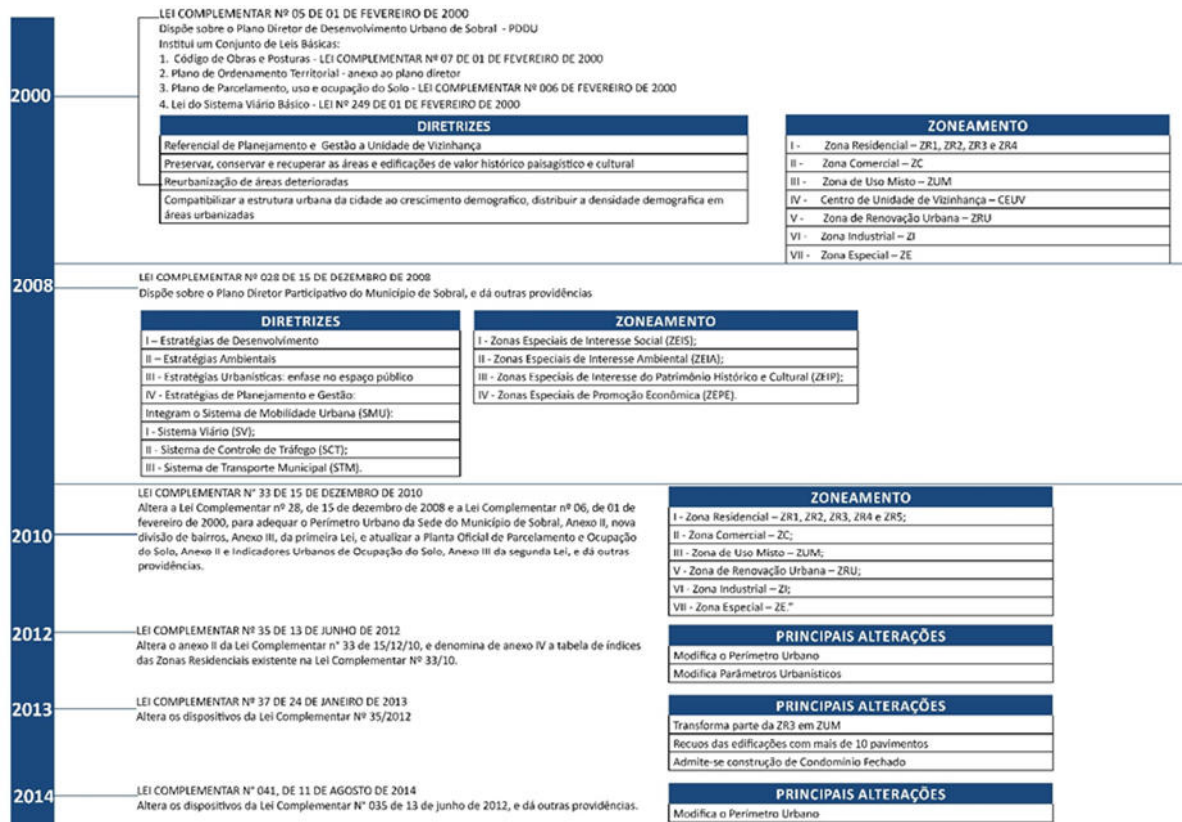 2000
LEI COMPLEMENTAR Nº 05 DE 01 DE FEVEREIRO DE 2000
Dispõe sobre o Plano Diretor de Desenvolvimento Urbano de Sobral - PDDU
Institui um Conjunto de Leis Básicas:
1. Código de Obras e Posturas - LEI COMPLEMENTAR Nº 07 DE 01 DE FEVEREIRO DE 2000
2. Plano de Ordenamento Territorial - anexo ao plano diretor
3. Plano de Parcelamento, uso e ocupação do Solo - LEI COMPLEMENTAR Nº 006 DE FEVEREIRO DE 2000
4. Lei do Sistema Viário Básico - LEI Nº 249 DE 01 DE FEVEREIRO DE 2000
DIRETRIZES
Referencial de Planejamento e Gestão a Unidade de Vizinhança
Preservar, conservar e recuperar as áreas e edificações de valor histórico paisagístico e cultural
Reurbanização de áreas deterioradas
Compatibilizar a estrutura urbana da cidade ao crescimento demografico, distribuir a densidade demografica em
áreas urbanizadas
ZONEAMENTO
I - Zona Residencial – ZR1, ZR2, ZR3 e ZR4
II - Zona Comercial – ZC
III - Zona de Uso Misto – ZUM
IV - Centro de Unidade de Vizinhança – CEUV
V - Zona de Renovação Urbana – ZRU
VI - Zona Industrial – ZI
VII - Zona Especial – ZE
2008
LEI COMPLEMENTAR Nº 028 DE 15 DE DEZEMBRO DE 2008
Dispõe sobre o Plano Diretor Participativo do Município de Sobral, e dá outras providências
DIRETRIZES
I – Estratégias de Desenvolvimento
II – Estratégias Ambientais
III - Estratégias Urbanísticas: enfase no espaço público
IV - Estratégias de Planejamento e Gestão:
Integram o Sistema de Mobilidade Urbana (SMU):
I - Sistema Viário (SV);
II - Sistema de Controle de Tráfego (SCT);
III - Sistema de Transporte Municipal (STM).
ZONEAMENTO
I - Zonas Especiais de Interesse Social (ZEIS);
II - Zonas Especiais de Interesse Ambiental (ZEIA);
III - Zonas Especiais de Interesse do Patrimônio Histórico e Cultural (ZEIP);
IV - Zonas Especiais de Promoção Econômica (ZEPE).
2010
LEI COMPLEMENTAR N° 33 DE 15 DE DEZEMBRO DE 2010
Altera a Lei Complementar nº 28, de 15 de dezembro de 2008 e a Lei Complementar nº 06, de 01 de
fevereiro de 2000, para adequar o Perímetro Urbano da Sede do Município de Sobral, Anexo II, nova
divisão de bairros, Anexo III, da primeira Lei, e atualizar a Planta Oficial de Parcelamento e Ocupação
do Solo, Anexo II e Indicadores Urbanos de Ocupação do Solo, Anexo III da segunda Lei, e dá outras
providências.
ZONEAMENTO
I - Zona Residencial – ZR1, ZR2, ZR3, ZR4 e ZR5;
II - Zona Comercial – ZC;
III - Zona de Uso Misto – ZUM;
V - Zona de Renovação Urbana – ZRU;
VI - Zona Industrial – ZI;
VII - Zona Especial – ZE."
2012
LEI COMPLEMENTAR Nº 35 DE 13 DE JUNHO DE 2012
Altera o anexo II da Lei Complementar n° 33 de 15/12/10, e denomina de anexo IV a tabela de índices
das Zonas Residenciais existente na Lei Complementar Nº 33/10.
PRINCIPAIS ALTERAÇÕES
Modifica o Perímetro Urbano
Modifica Parâmetros Urbanísticos
2013
LEI COMPLEMENTAR Nº 37 DE 24 DE JANEIRO DE 2013
Altera os dispositivos da Lei Complementar Nº 35/2012
PRINCIPAIS ALTERAÇÕES
Transforma parte da ZR3 em ZUM
Recuos das edificações com mais de 10 pavimentos
Admite-se construção de Condomínio Fechado
2014
LEI COMPLEMENTAR N° 041, DE 11 DE AGOSTO DE 2014
Altera os dispositivos da Lei Complementar N° 035 de 13 de junho de 2012, e dá outras providências.
PRINCIPAIS ALTERAÇÕES
Modifica o Perímetro Urbano